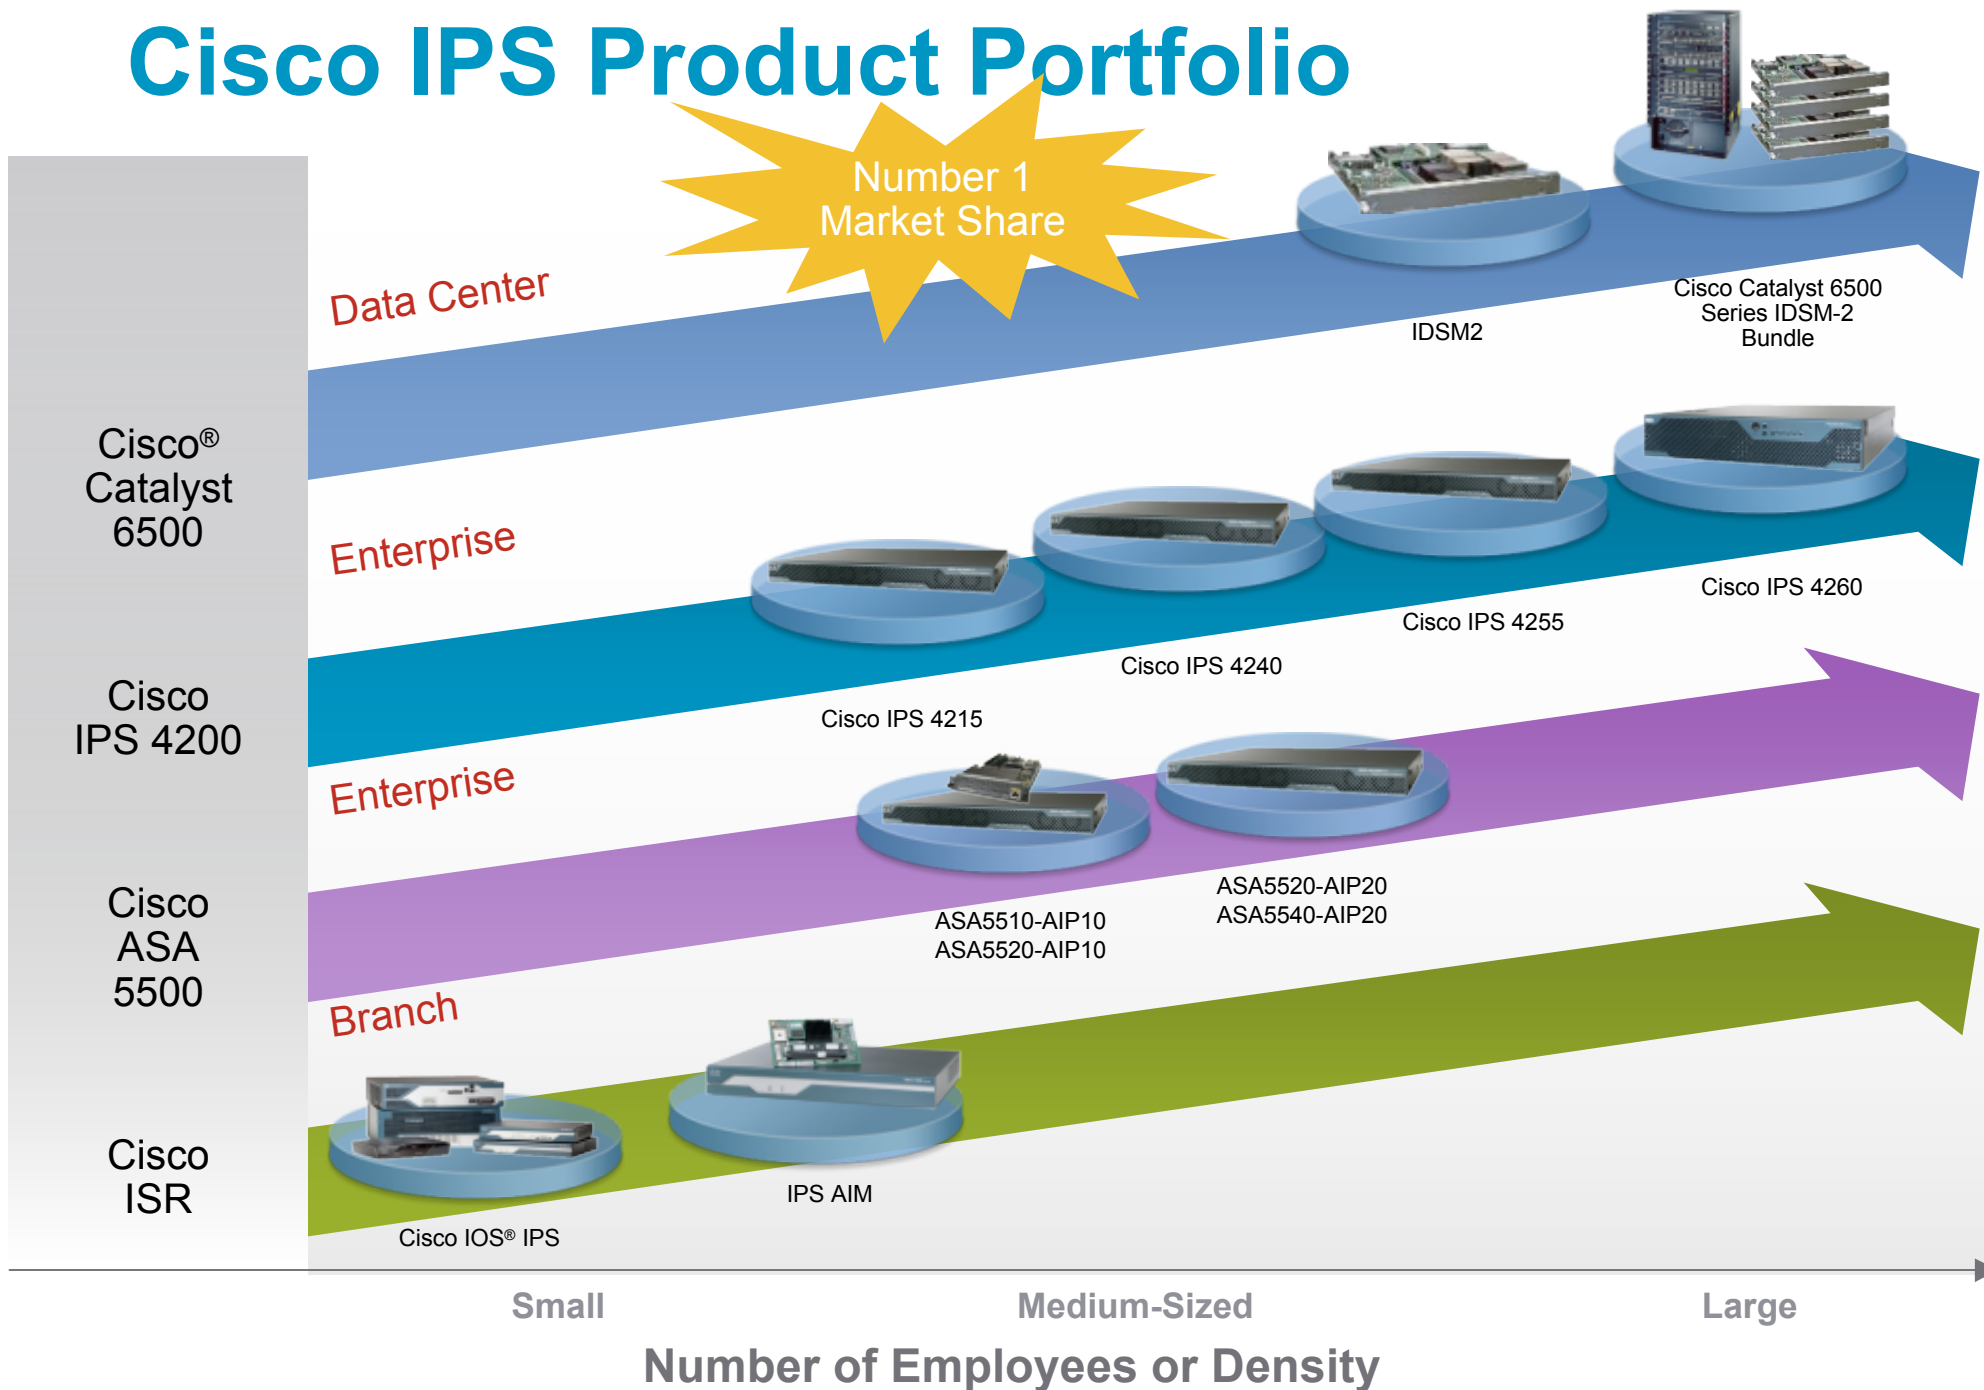 Cisco IPS Product Portfolio
Number 1
Market Share
Data Center
IDSM2
Cisco Catalyst 6500
Series IDSM-2
Bundle
Cisco®
Catalyst
6500
Enterprise
Cisco IPS 4215
Cisco IPS 4240
Cisco IPS 4255
Cisco IPS 4260
Cisco
IPS 4200
Enterprise
ASA5510-AIP10
ASA5520-AIP10
ASA5520-AIP20
ASA5540-AIP20
Cisco
ASA
5500
Branch
Cisco
ISR
Cisco IOS® IPS
IPS AIM
Small
Medium-Sized
Large
Number of Employees or Density